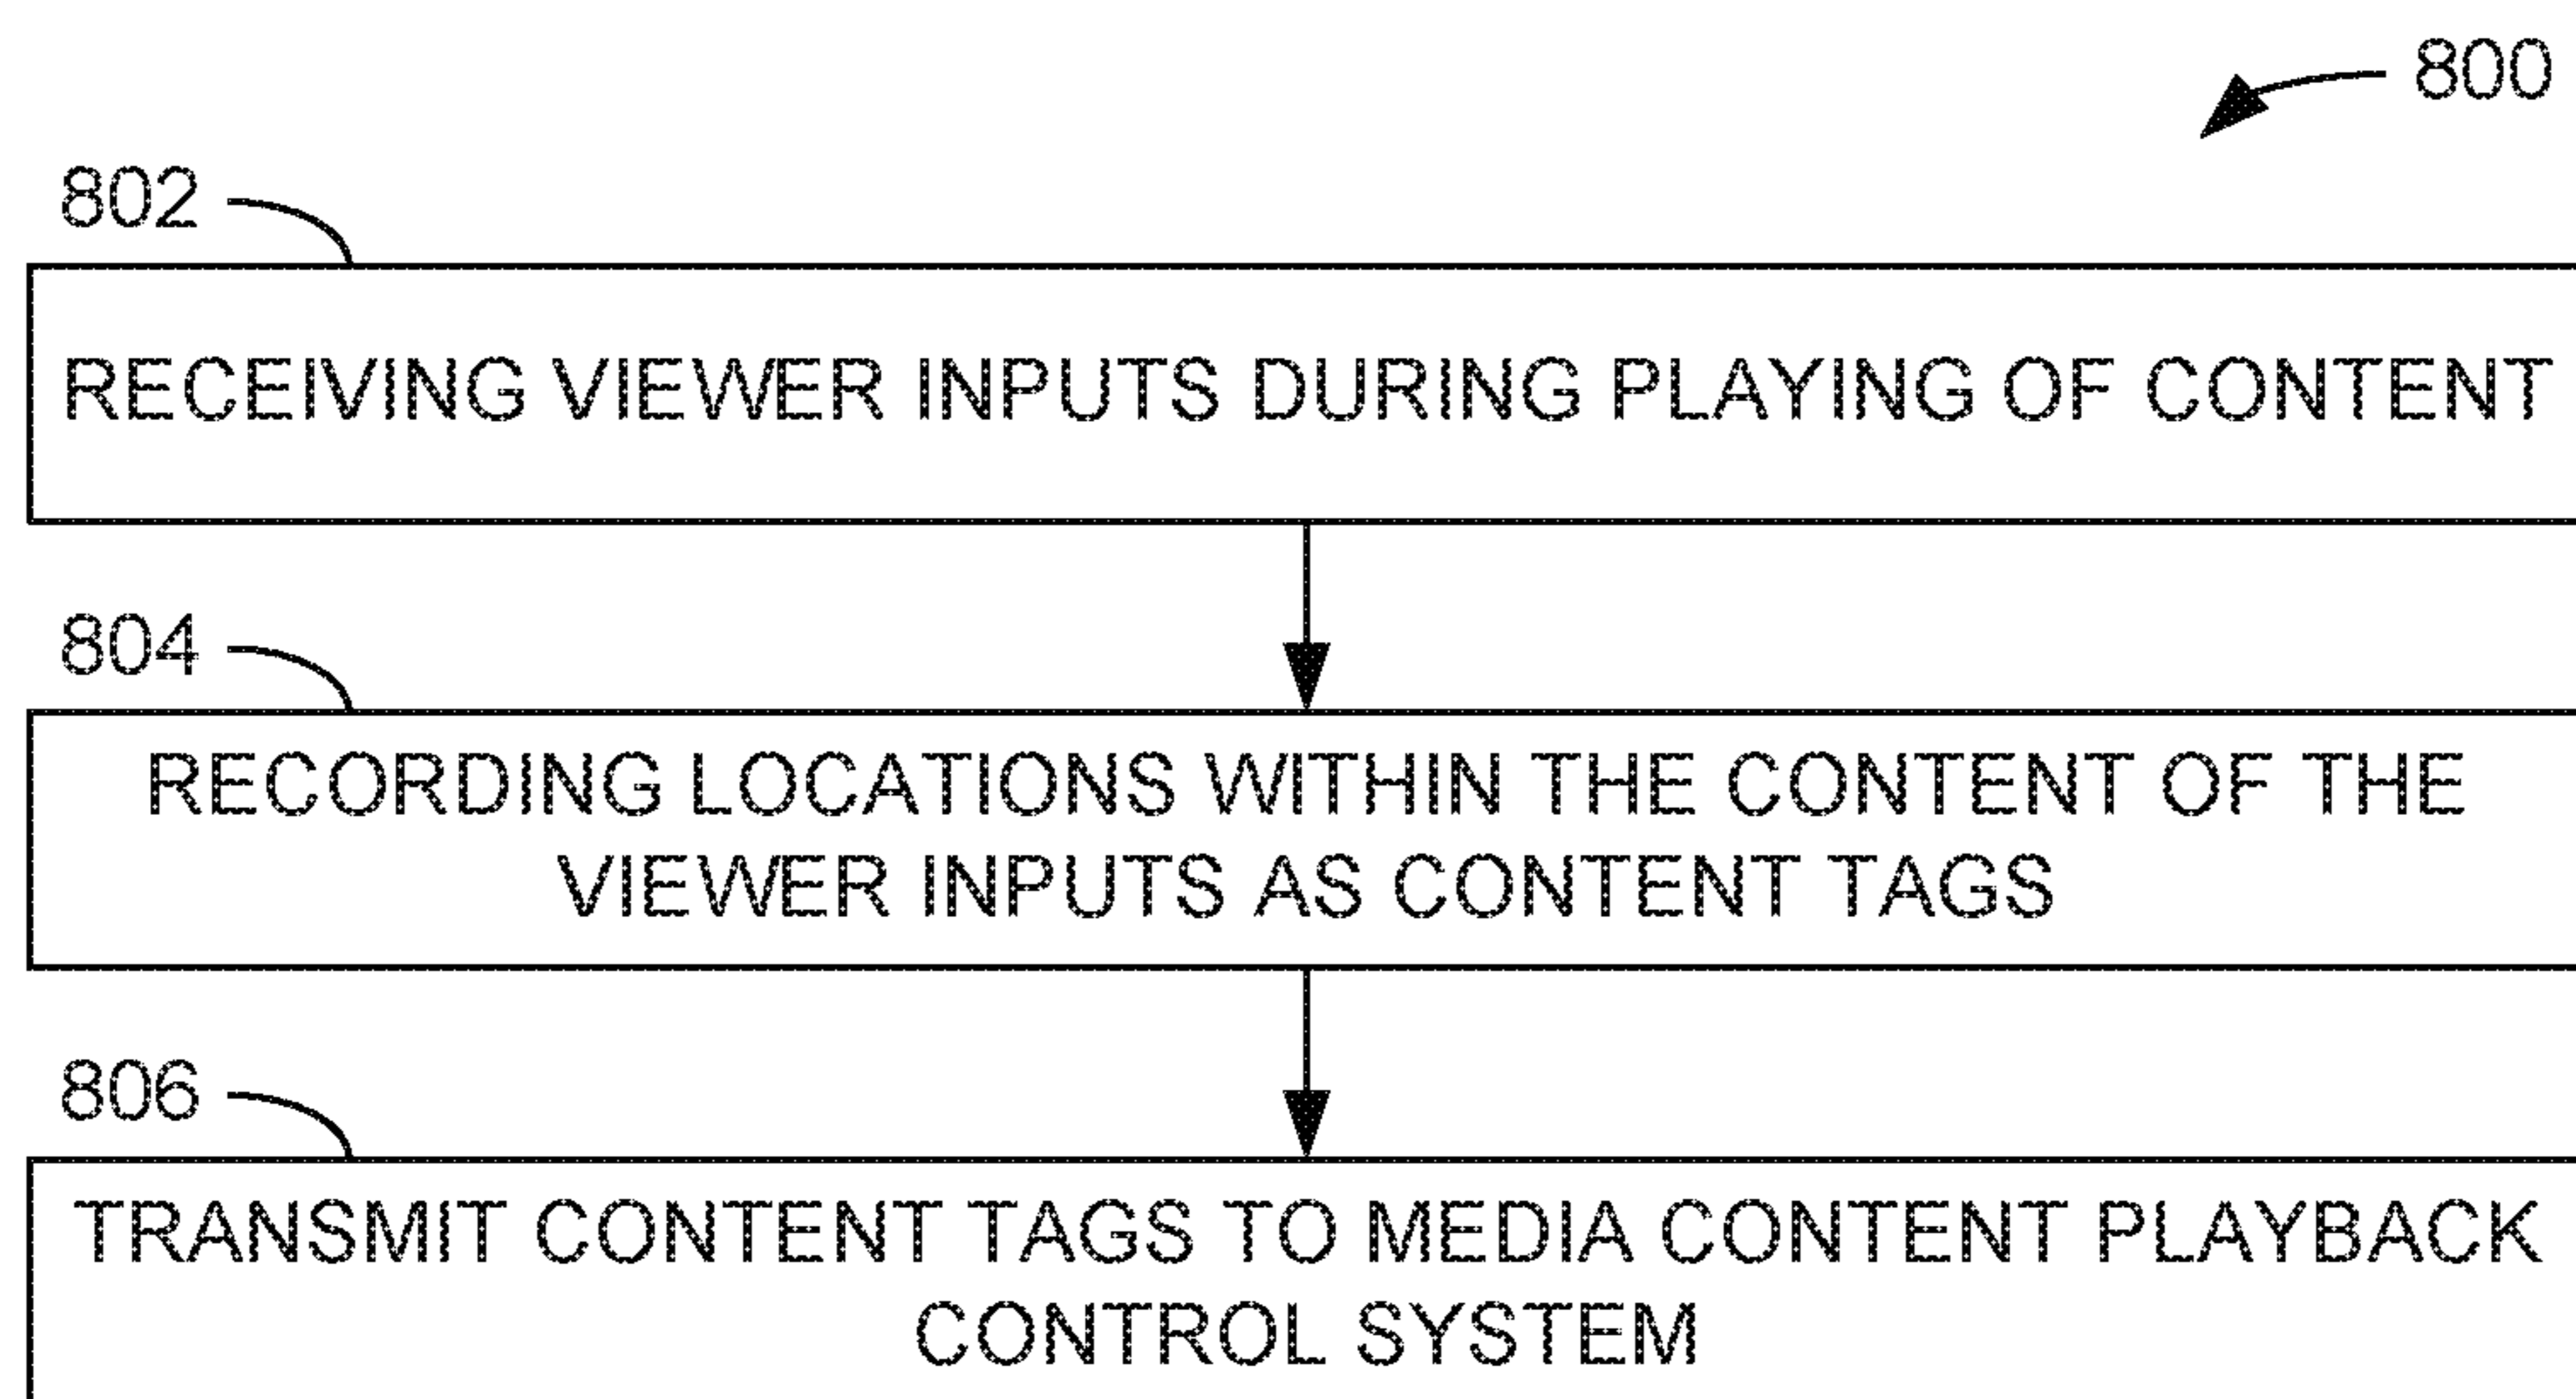 800
802
RECEIVING VIEWER INPUTS DURING PLAYING OF CONTENT
804
RECORDING LOCATIONS WITHIN THE CONTENT OF THE
VIEWER INPUTS AS CONTENT TAGS
806
TRANSMIT CONTENT TAGS TO MEDIA CONTENT PLAYBACK
CONTROL SYSTEM